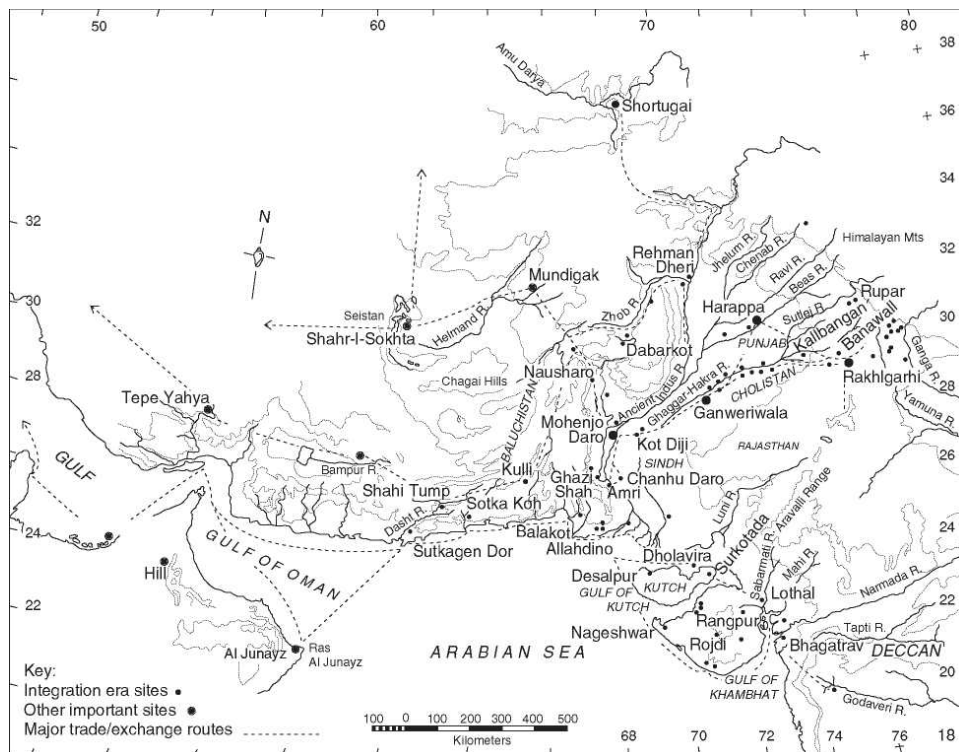 50
60
70
80
38
36
34
32
30
28
26
24
22
20
18
32
30
28
26
24
22
20
68
70
72
74
76
Amu Darya
Shortugai
N
Rehman
Dheri
Jhelum R.
Chenab R.
Ravi R.
Beas R.
Himalayan Mts
Mundigak
Zhob R.
Harappa
Sutlej R.
Rupar
Seistan
Shahr-I-Sokhta
Helmand R.
Dabarkot
PUNJAB
Kalibangan
Banawall
Ganga R.
Nausharo
Chagai Hills
Ancient Indus R.
Ghaggar-Hakra R.
CHOLISTAN
Rakhlgarhi
Tepe Yahya
BALUCHISTAN
Mohenjo
Daro
Ganweriwala
Yamuna R.
Kot Diji
RAJASTHAN
GULF
Bampur R.
Kulli
SINDH
Ghazi
Shah
Chanhu Daro
Shahi Tump
Amri
Aravalli Range
Dasht R.
Sotka Koh
Luni R.
Balakot
Allahdino
Sutkagen Dor
GULF OF OMAN
Dholavira
Surkotada
Sabarmati R.
Mahi R.
Hill
Desalpur
KUTCH
GULF OF
KUTCH
Lothal
Narmada R.
Rangpur
Nageshwar
Tapti R.
Al Junayz
Ras
Al Junayz
ARABIAN SEA
Rojdi
Bhagatrav
DECCAN
GULF OF
KHAMBHAT
Godaveri R.
Key:
Integration era sites
Other important sites
Major trade/exchange routes
100 0 100 200 300 400 500
Kilometers